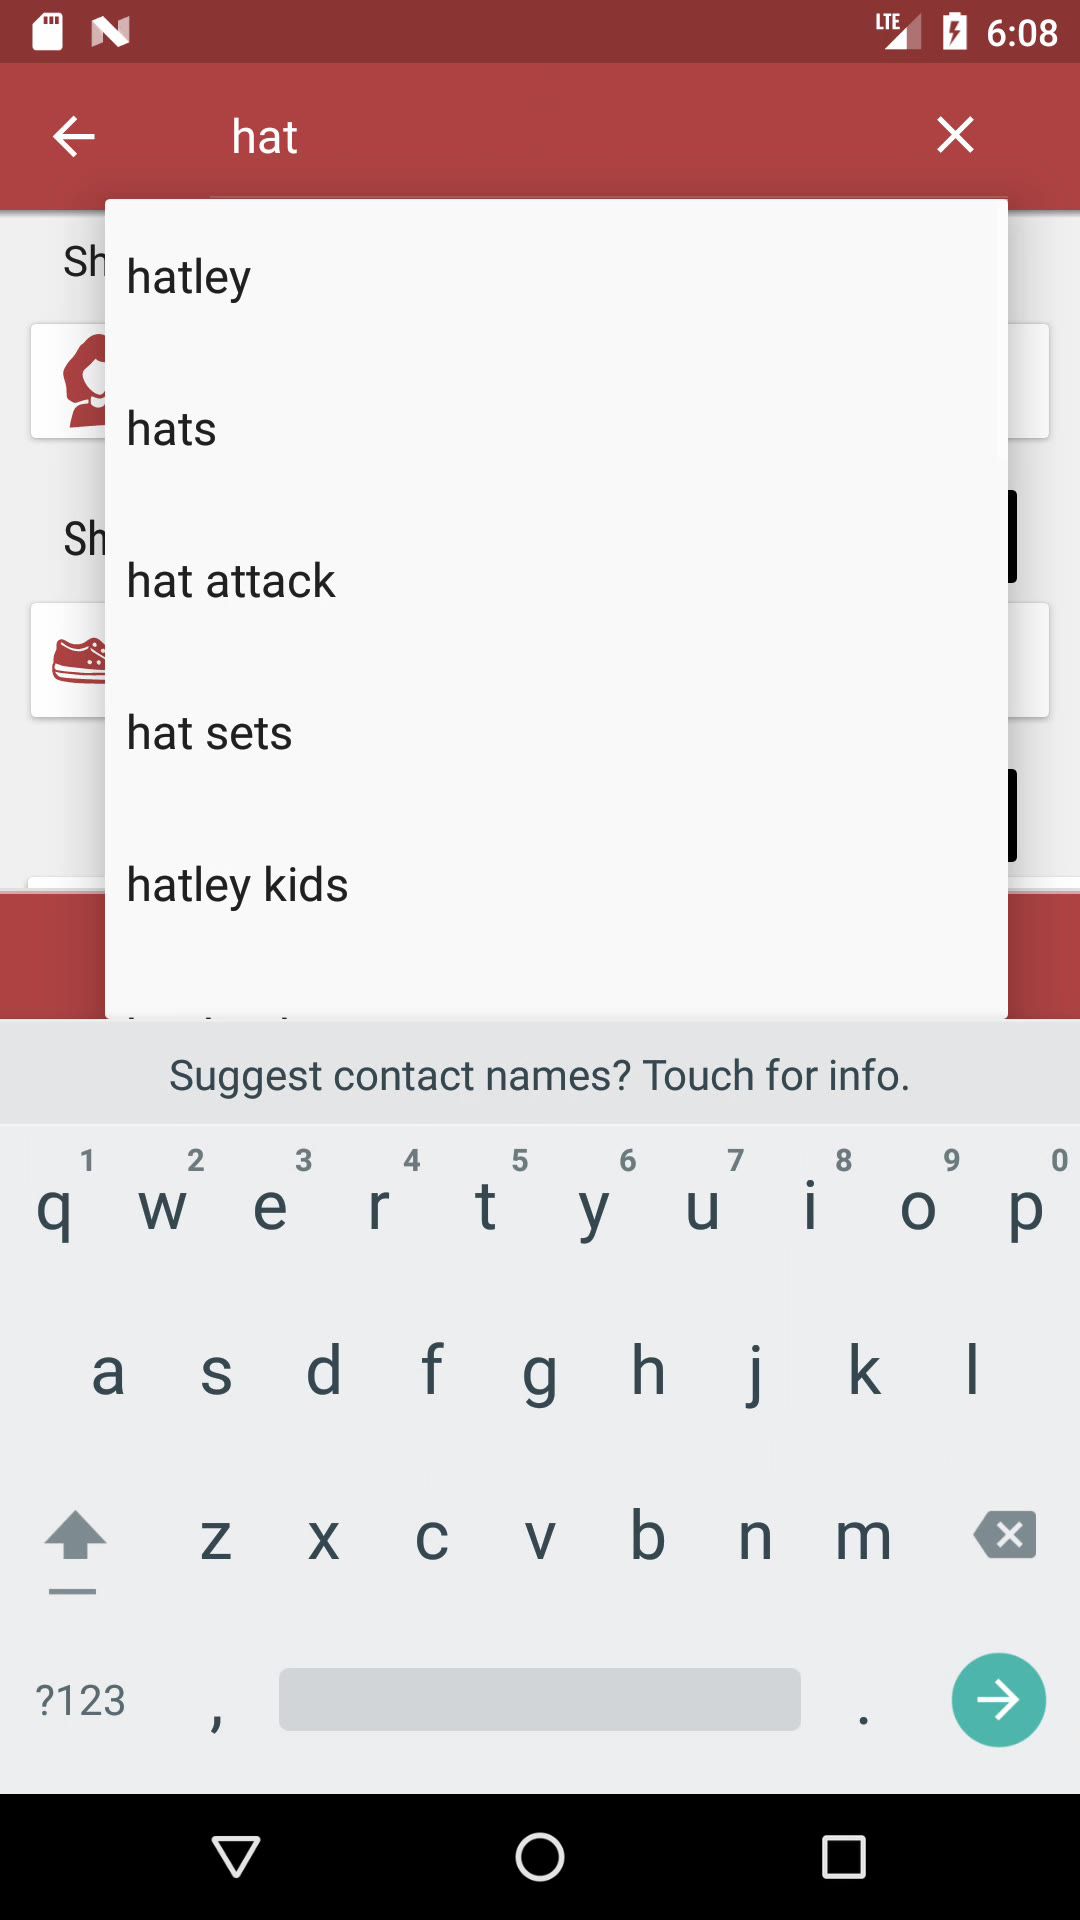 LTE 6:08
hat
Sh
hatley
hats
Sh
hat attack
hat sets
hatley kids
Suggest contact names? Touch for info.
1 2 3 4 5 6 7 8 9 0
q w e r t y u i o p
a s d f g h j k l
z x c v b n m
?123 , .